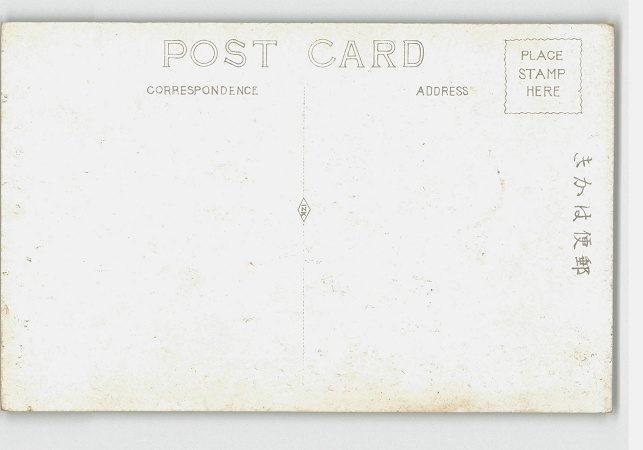 POST CARD
PLACE
STAMP
HERE
CORRESPONDENCE
ADDRESS
きかは便郵